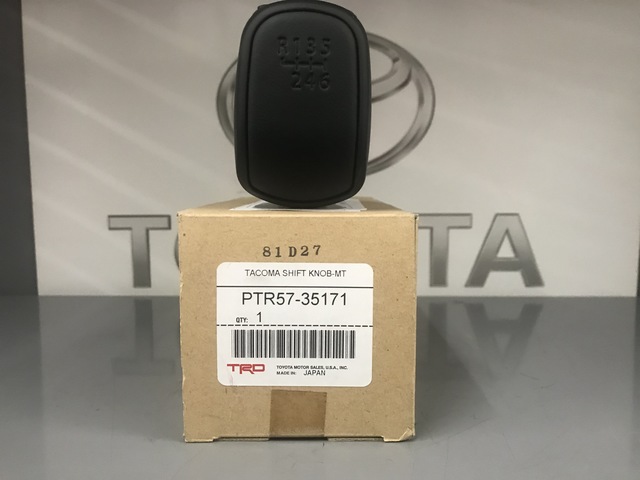 R135
246
TOYOTA
81D27
TACOMA SHIFT KNOB-MT
PTR57-35171
QTY: 1
TRD TOYOTA MOTOR SALES, U.S.A., INC.
MADE IN: JAPAN